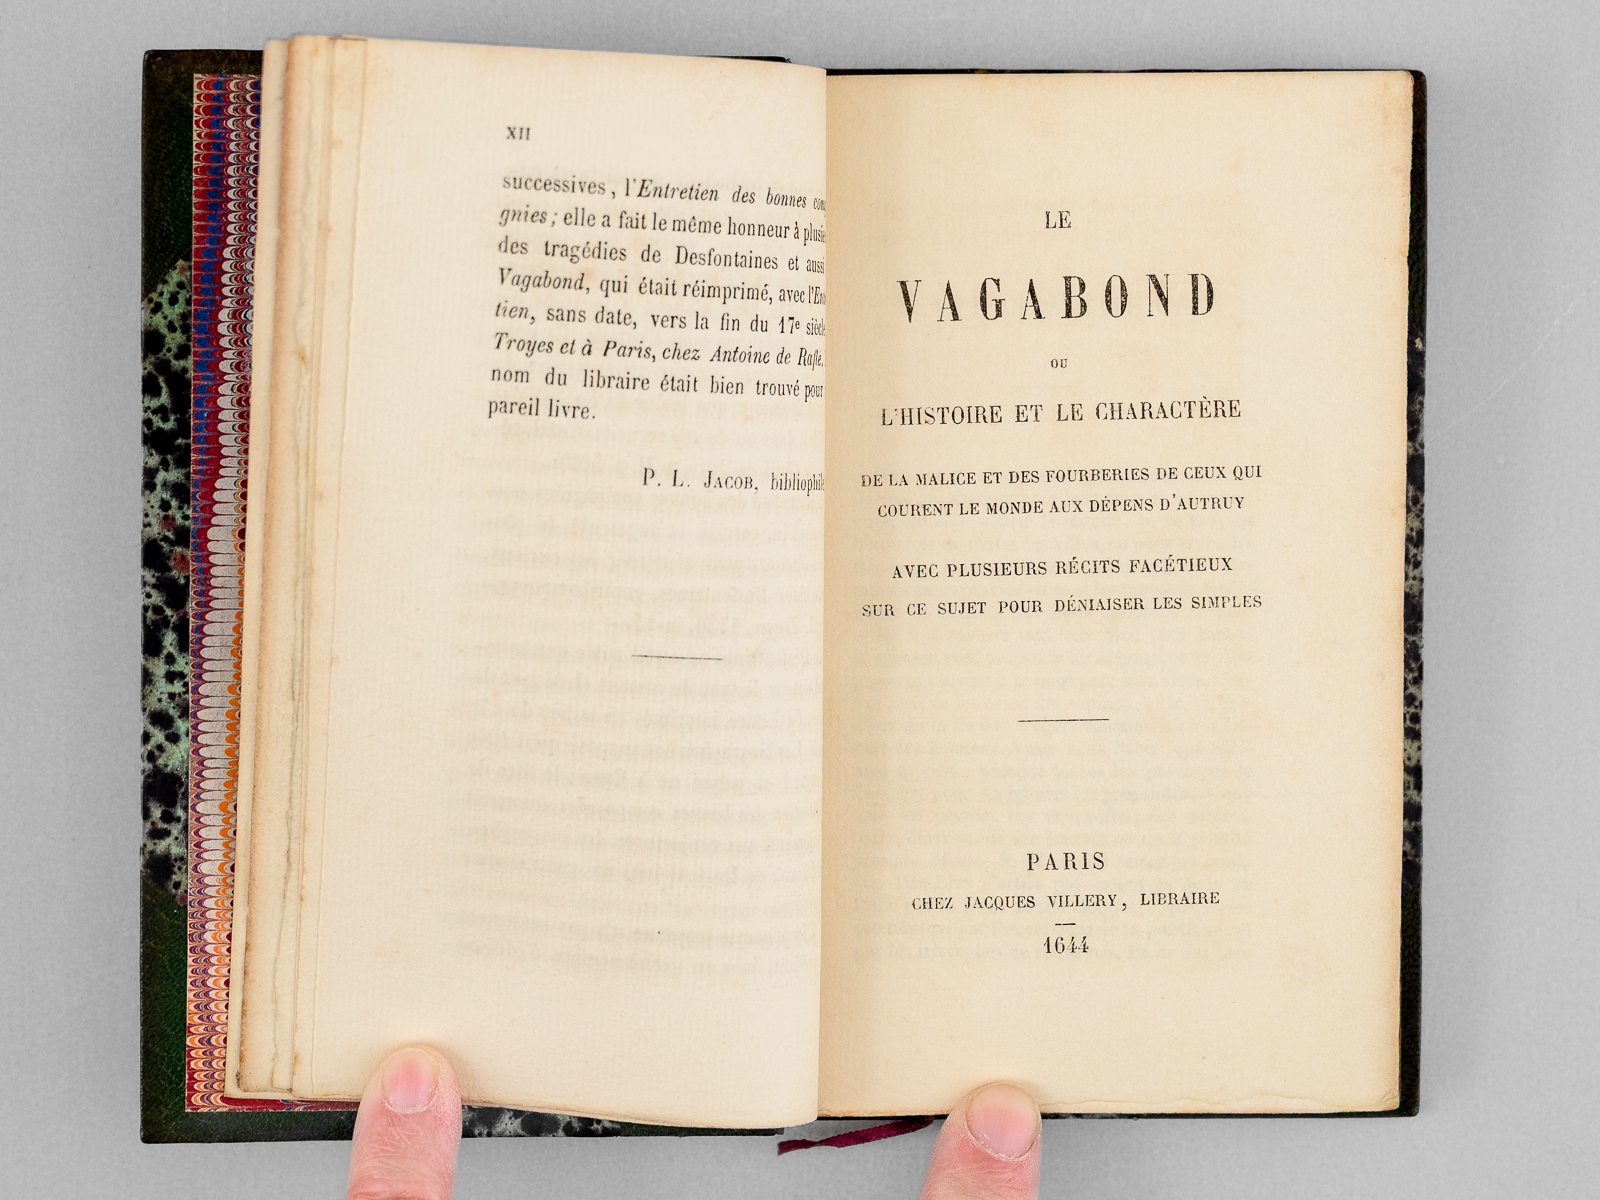 XII
successives, l'Entretien des bonnes
gnies; elle a fait le même honneur à
des tragédies de Desfontaines et aussi
Vagabond, qui était réimprimé, avec
tien, sans date, vers la fin du 17e
Troyes et à Paris, chez Antoine de Rafle.
nom du libraire était bien trouvé pour
pareil livre.
P. L. JACOB, bibliophile
LE
VAGABOND
OU
L'HISTOIRE ET LE CHARACTÈRE
DE LA MALICE ET DES FOURBERIES DE CEUX QUI
COURENT LE MONDE AUX DÉPENS D'AUTRUY
AVEC PLUSIEURS RÉCITS FACÉTIEUX
SUR CE SUJET POUR DÉNIAISER LES SIMPLES
PARIS
CHEZ JACQUES VILLERY, LIBRAIRE
1644